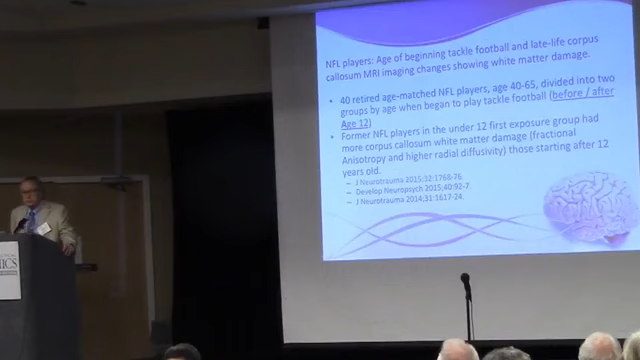 NFL players: Age of beginning tackle football and late-life corpus
callosum MRI imaging changes showing white matter damage.
• 40 retired age-matched NFL players, age 40-65, divided into two
groups by age when began to play tackle football (before / after
Age 12)
• Former NFL players in the under 12 first exposure group had
more corpus callosum white matter damage (fractional
Anisotropy and higher radial diffusivity) those starting after 12
years old.
– J Neurotrauma 2015;32:1768-76.
– Develop Neuropsych 2015;40:92-7.
– J Neurotrauma 2014;31:1617-24.